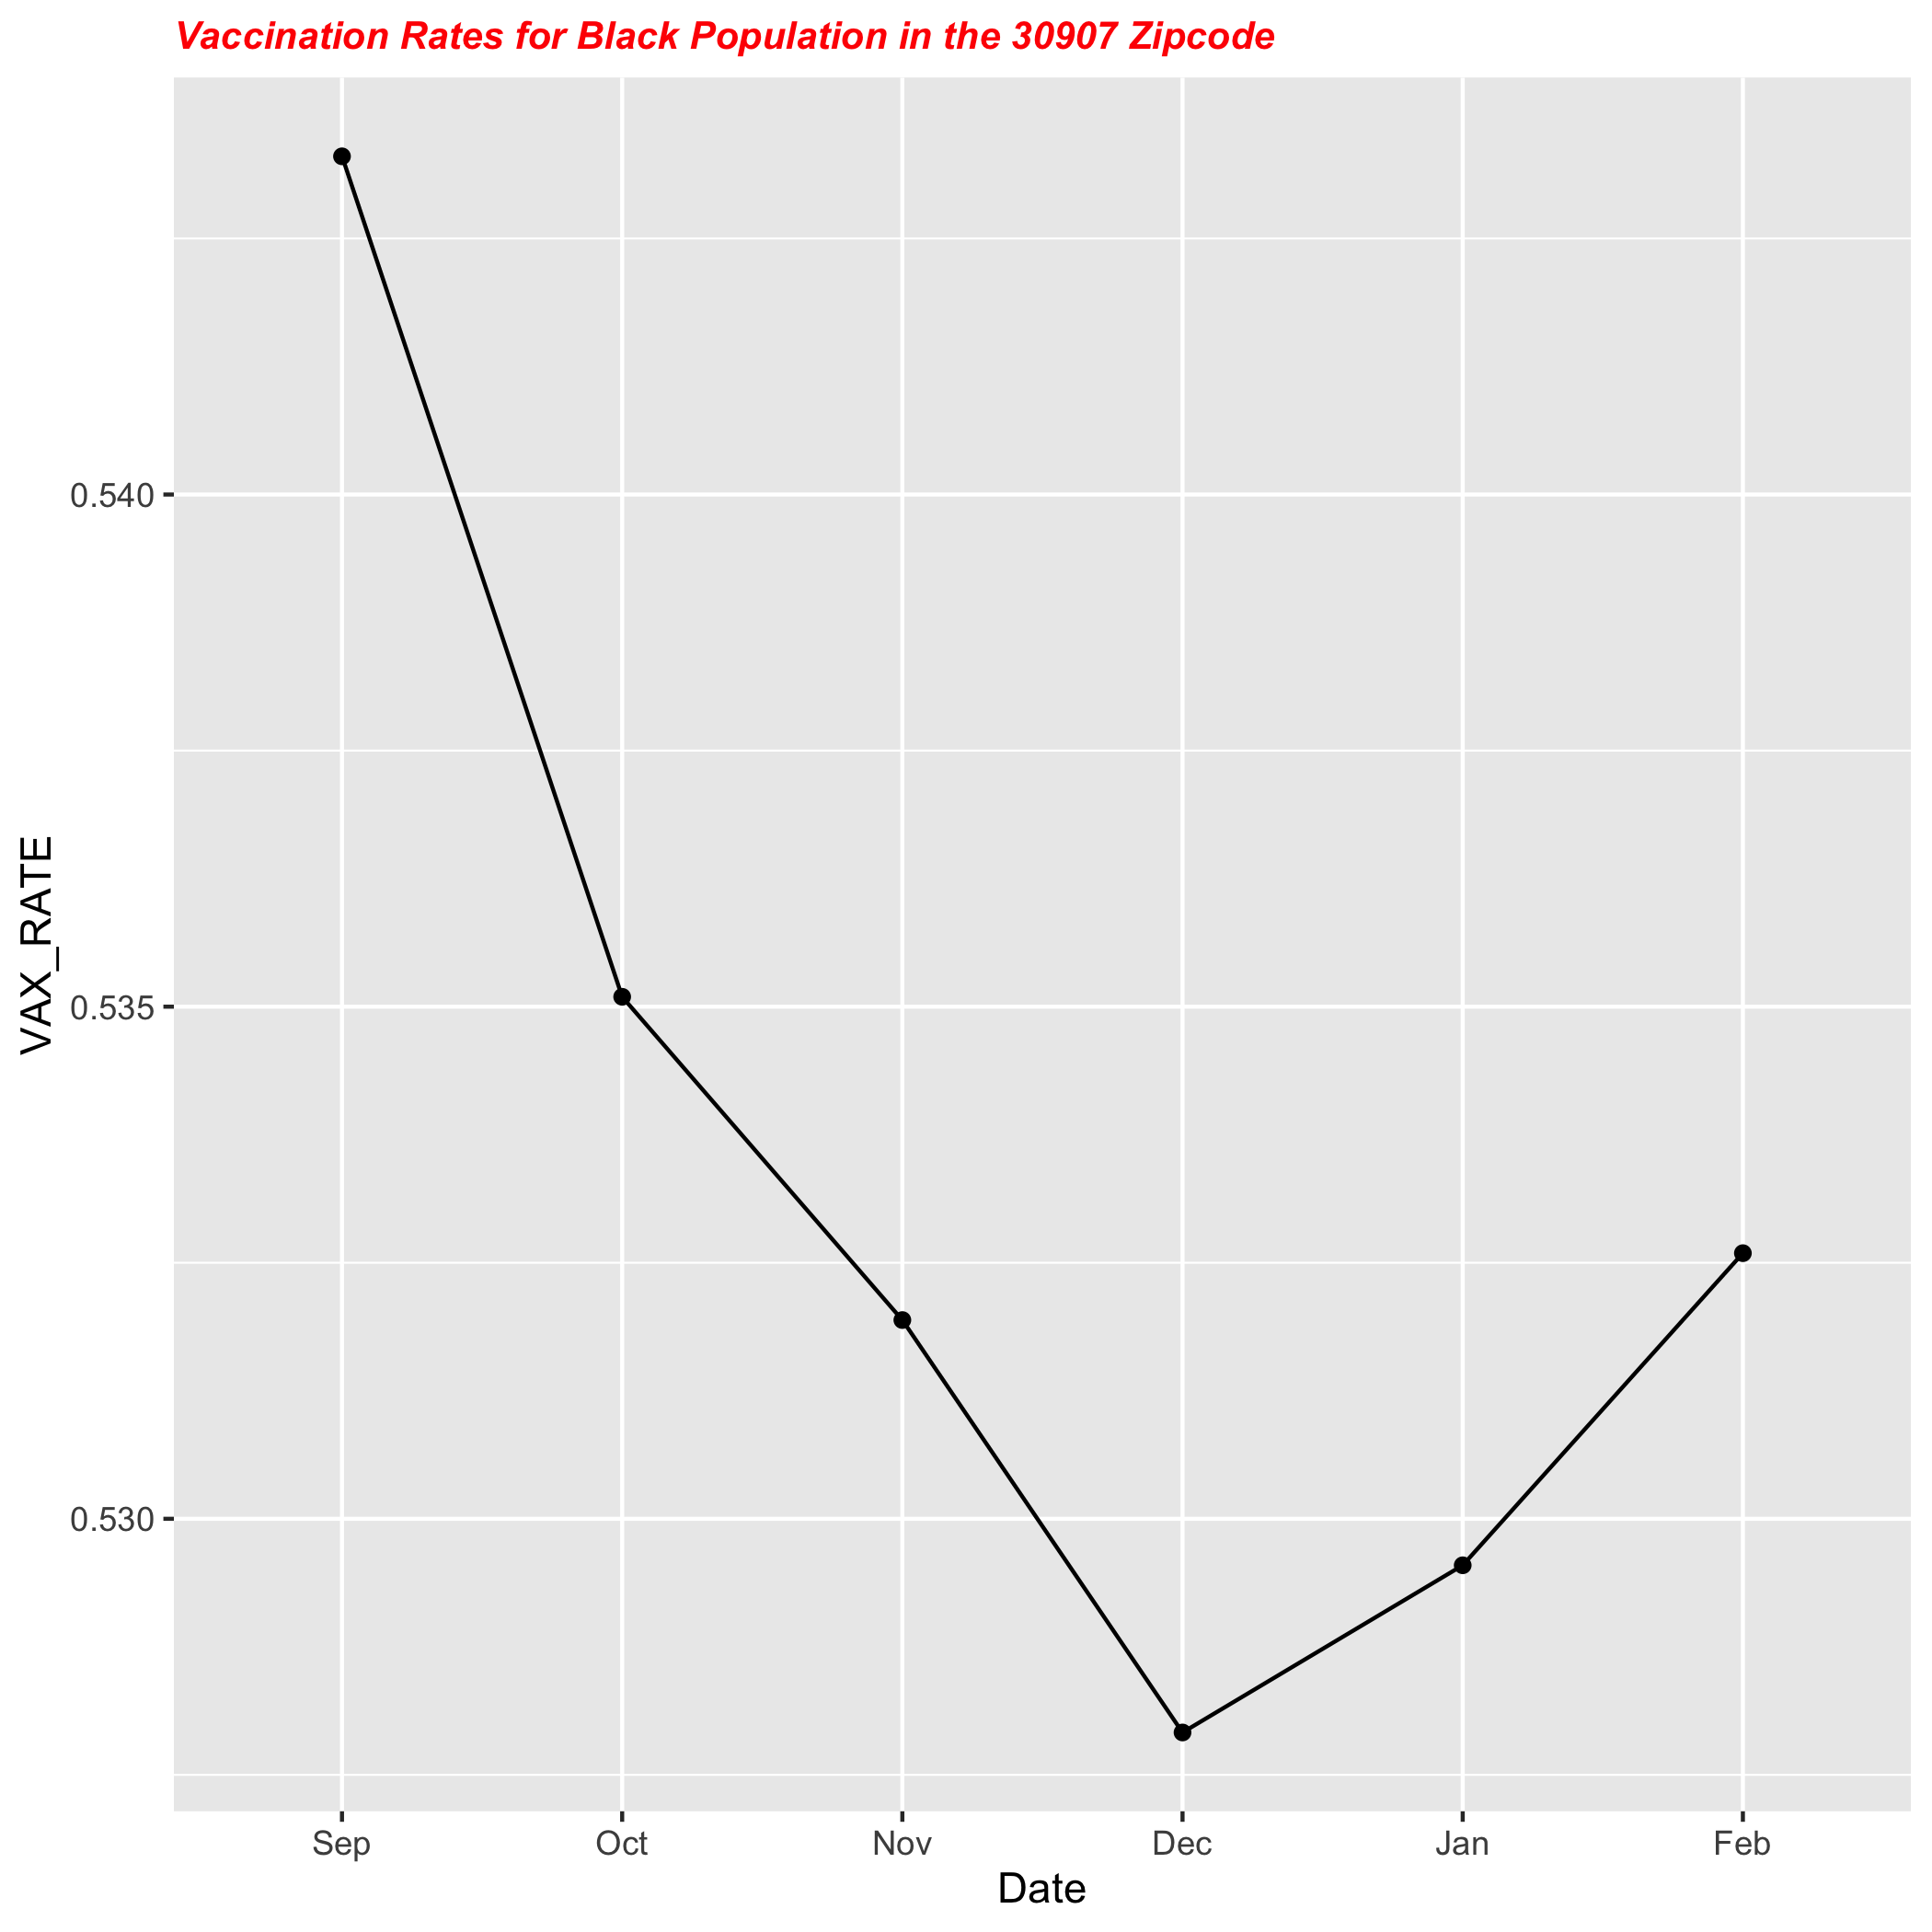 Vaccination Rates for Black Population in the 30907 Zipcode
VAX_RATE
0.540
0.535
0.530
Sep Oct Nov Dec Jan Feb
Date